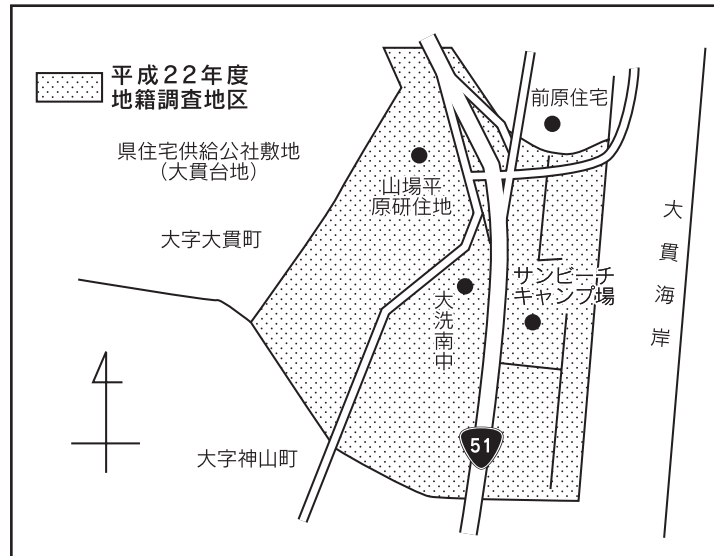 平成22年度
地籍調査地区
県住宅供給公社敷地
（大貫台地）
大字大貫町
前原住宅
山場平
原研住地
サンビーチ
キャンプ場
大洗南中
大貫海岸
大字神山町
51